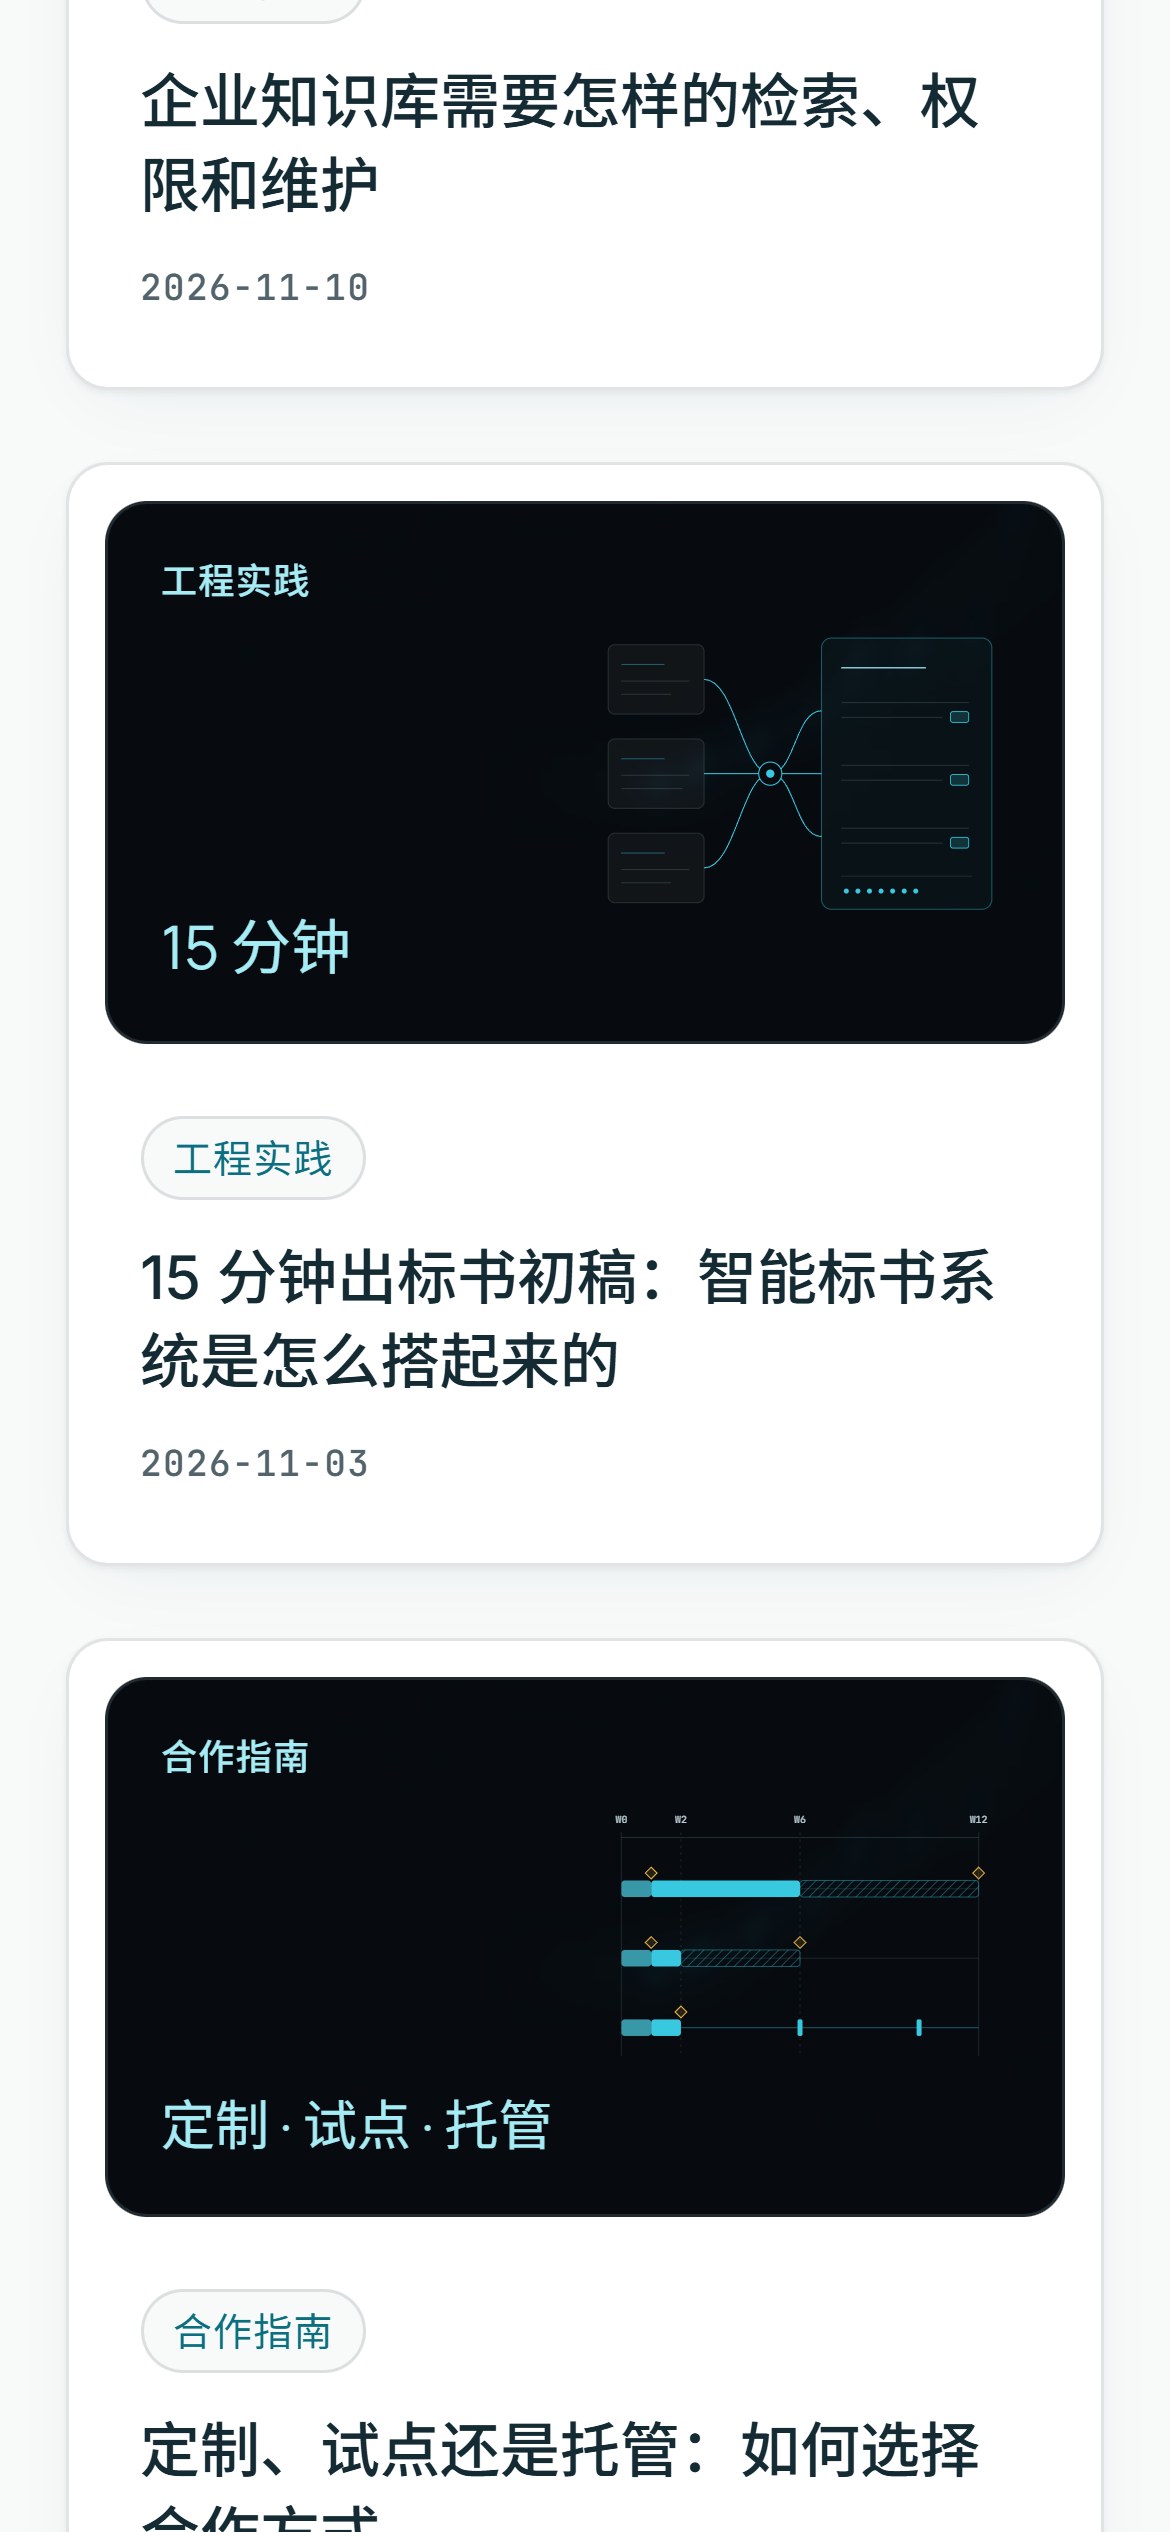 企业知识库需要怎样的检索、权
限和维护
2026-11-10
工程实践
15 分钟
工程实践
15 分钟出标书初稿：智能标书系
统是怎么搭起来的
2026-11-03
合作指南
W0 W2 W6 W12
定制 · 试点 · 托管
合作指南
定制、试点还是托管：如何选择
合作方式